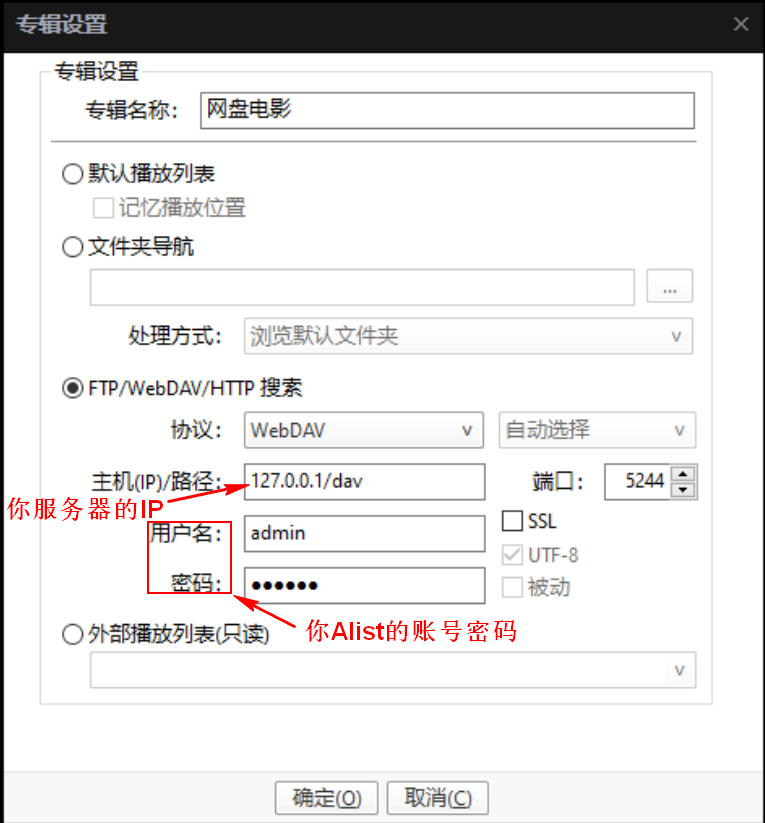 专辑设置
专辑设置
专辑名称: 网盘电影
默认播放列表
记忆播放位置
文件夹导航
...
处理方式: 浏览默认文件夹
FTP/WebDAV/HTTP 搜索
协议: WebDAV 自动选择
主机(IP)/路径: 127.0.0.1/dav 端口: 5244
你服务器的IP
用户名: admin SSL
UTF-8
密码: ●●●●●● 被动
你Alist的账号密码
外部播放列表(只读)
确定(O) 取消(C)